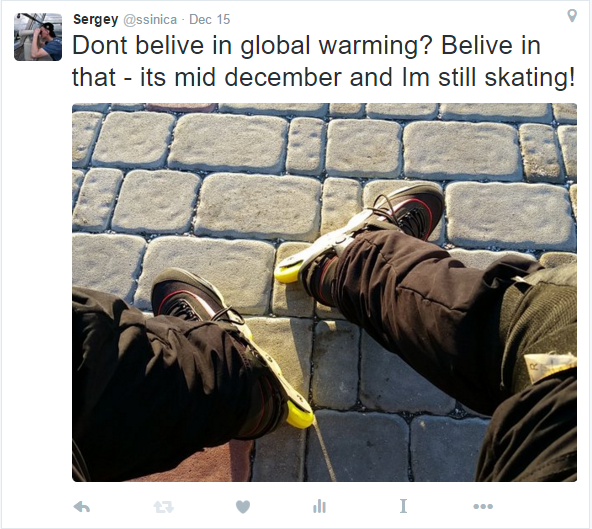 Sergey @ssinica · Dec 15
Dont belive in global warming? Belive in
that - its mid december and Im still skating!